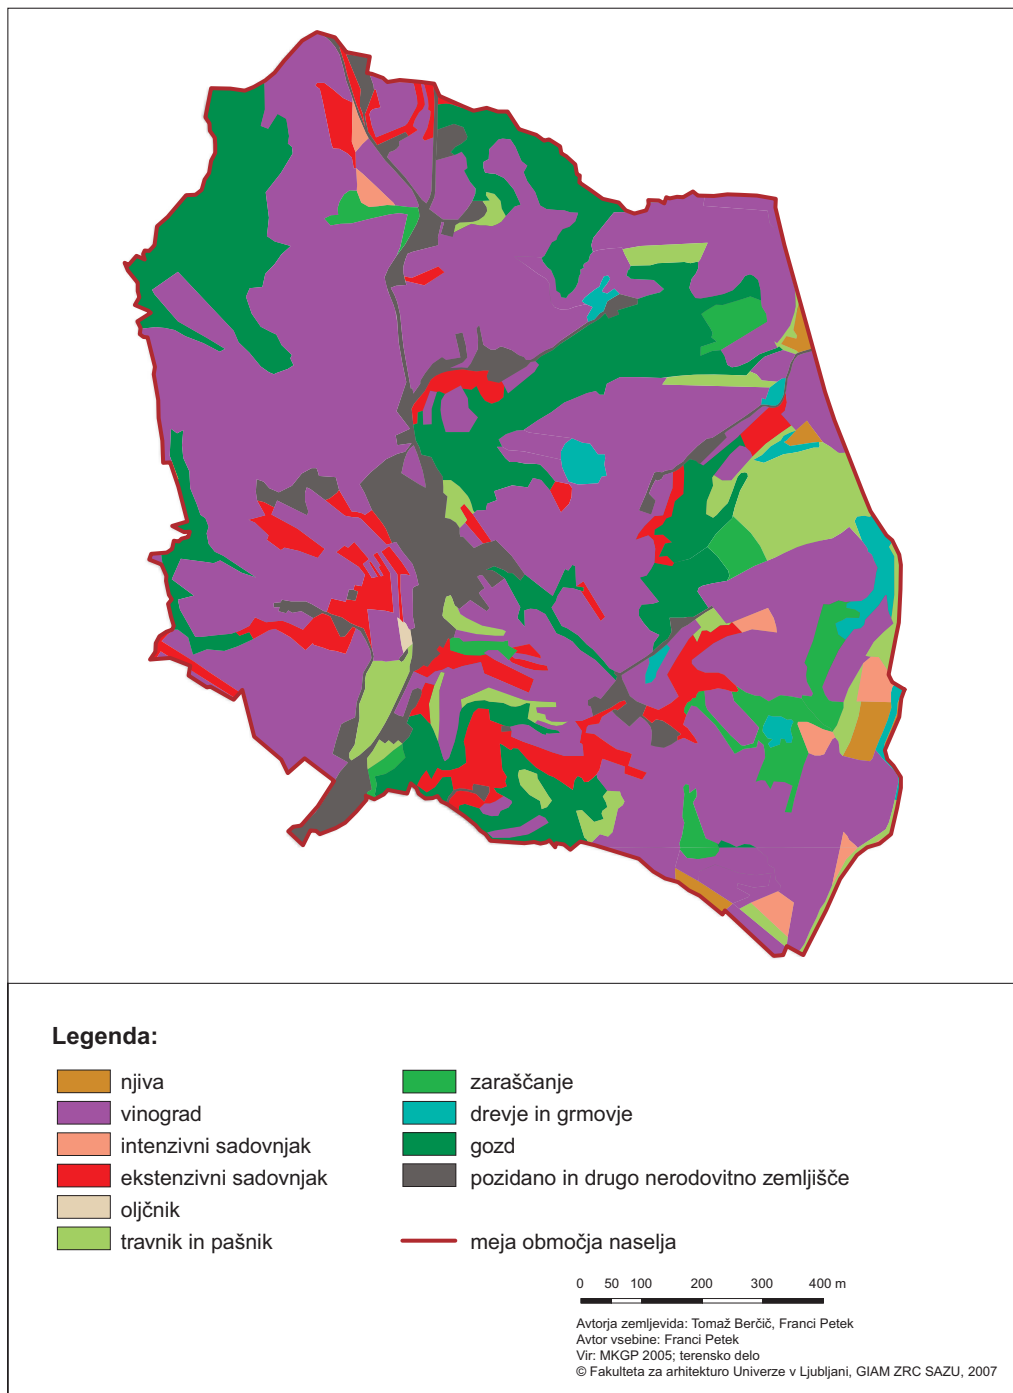 Legenda:
njiva
vinograd
intenzivni sadovnjak
ekstenzivni sadovnjak
oljčnik
travnik in pašnik
zaraščanje
drevje in grmovje
gozd
pozidano in drugo nerodovitno zemljišče
meja območja naselja
0 50 100 200 300 400 m
Avtorja zemljevida: Tomaž Berčič, Franci Petek
Avtor vsebine: Franci Petek
Vir: MKGP 2005; terensko delo
© Fakulteta za arhitekturo Univerze v Ljubljani, GIAM ZRC SAZU, 2007